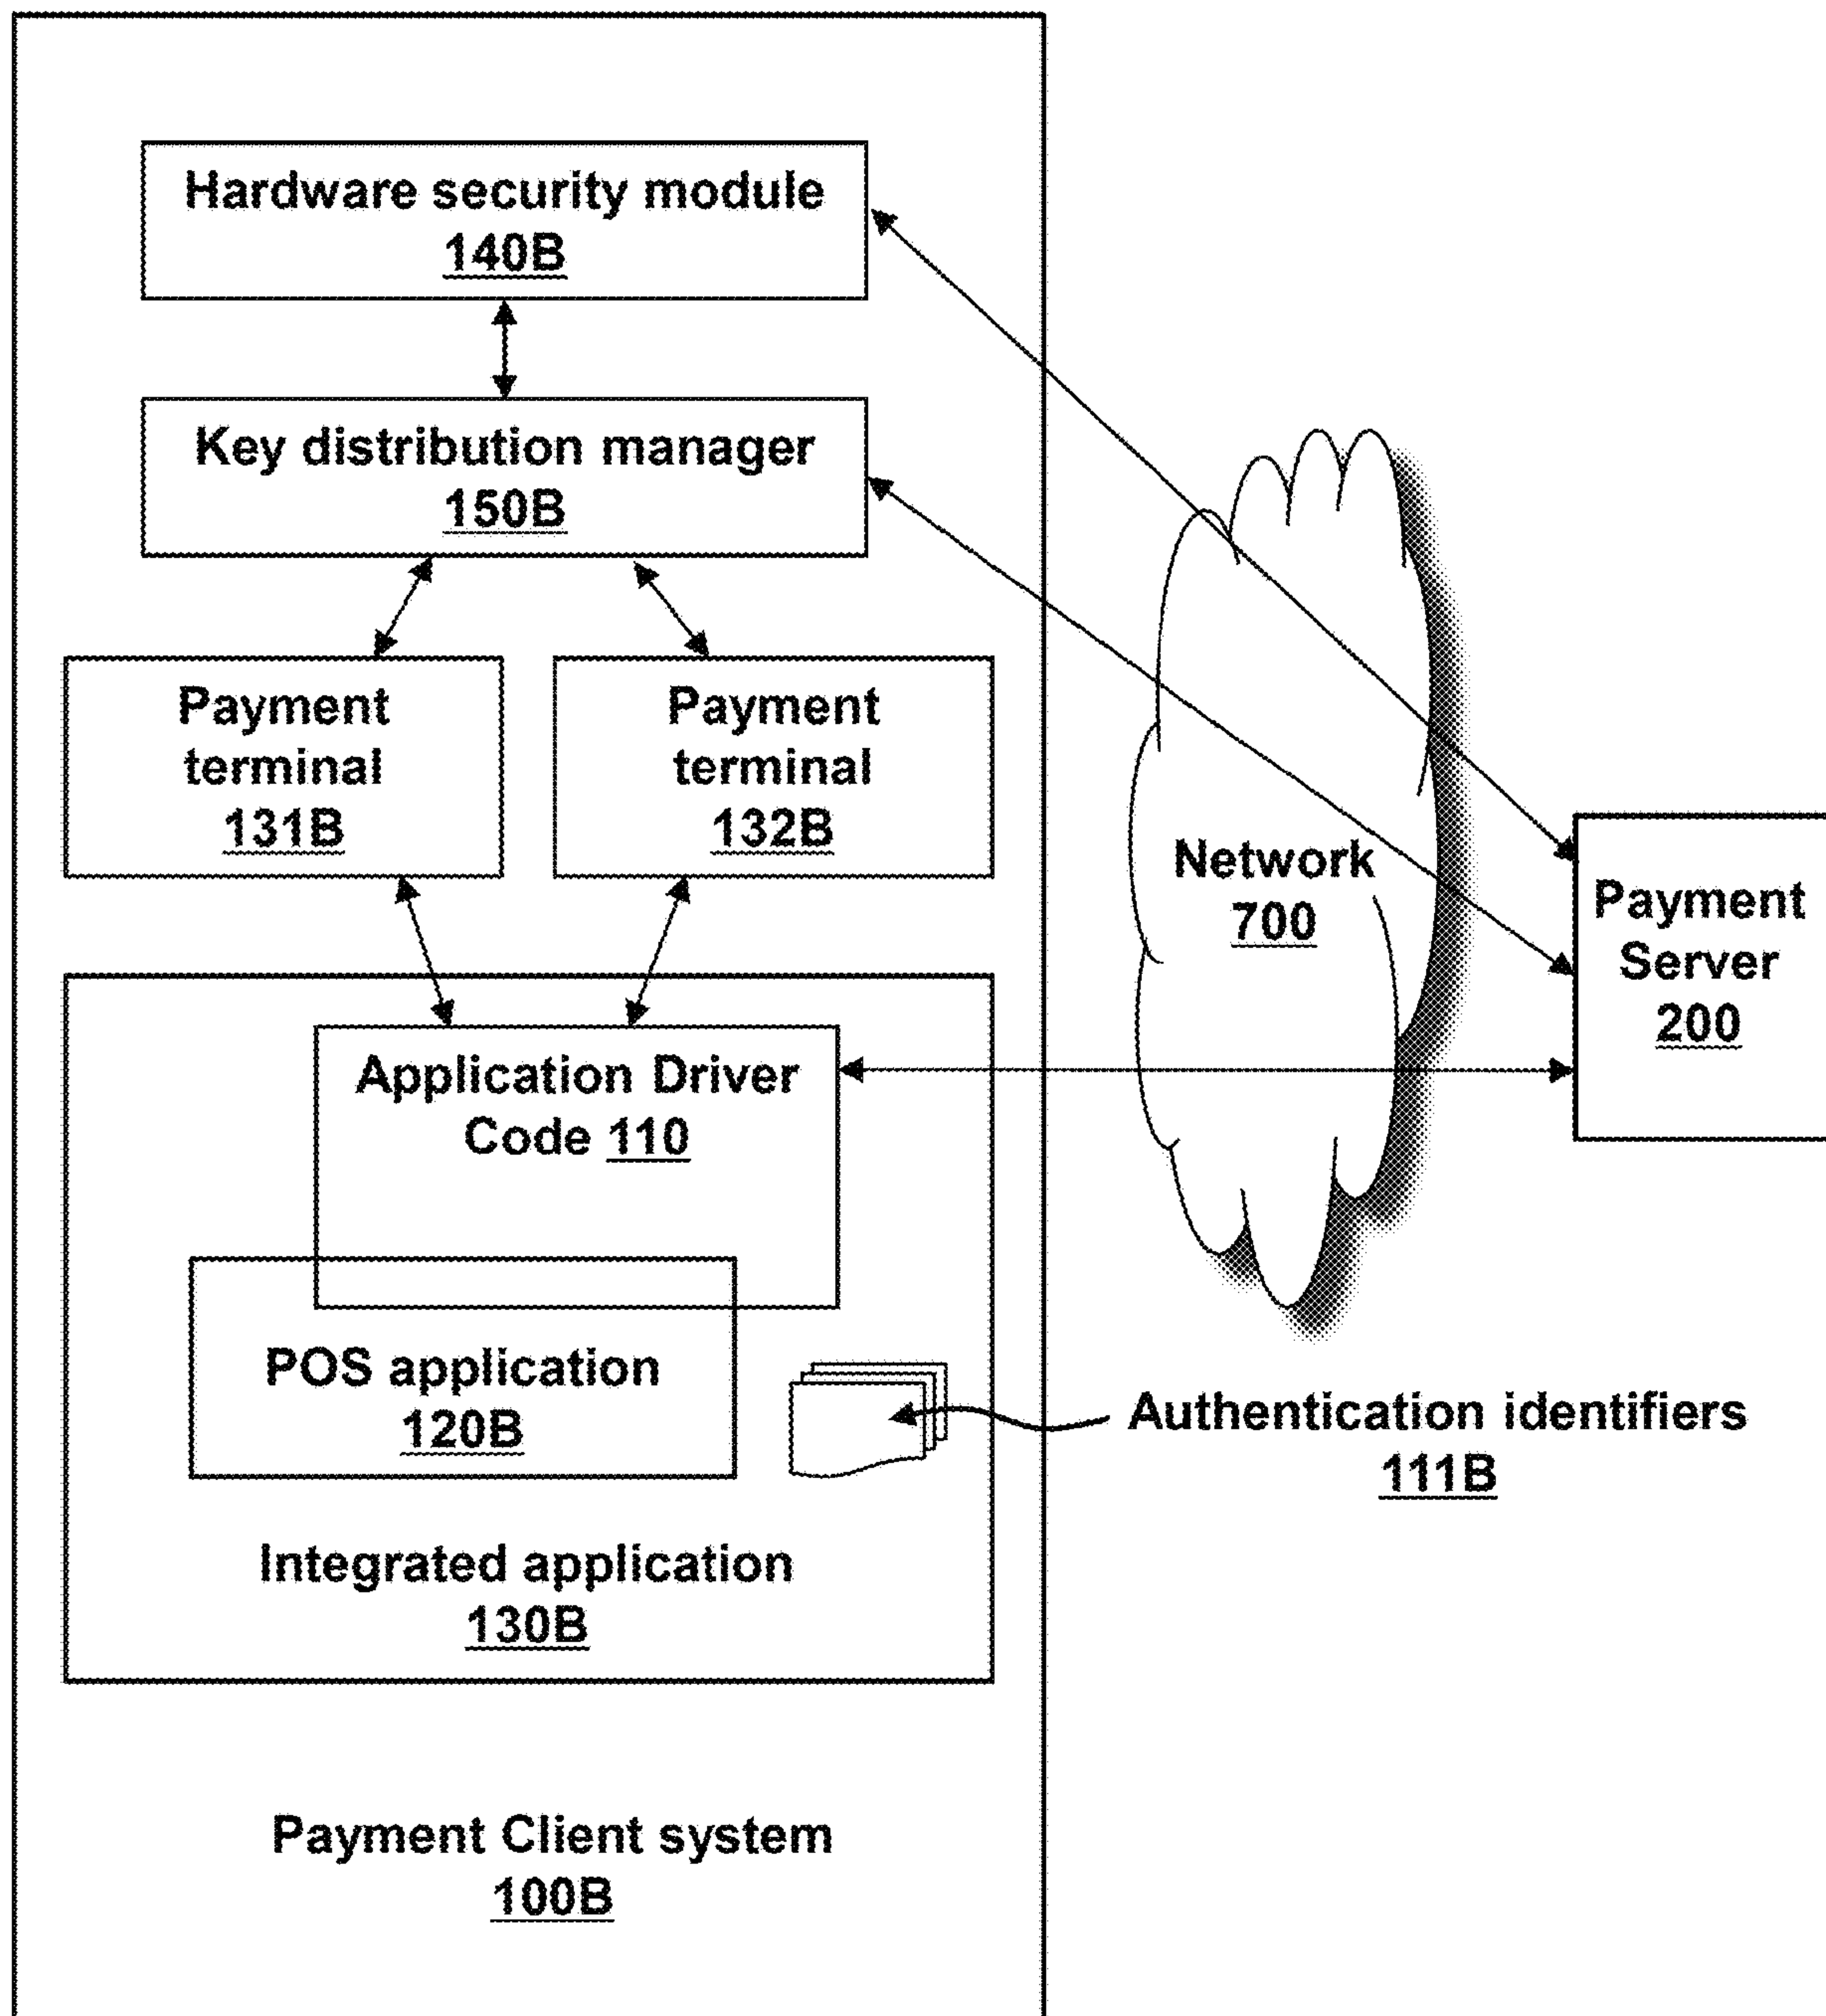 Hardware security module
140B
Key distribution manager
150B
Payment
terminal
131B
Payment
terminal
132B
Network
700
Payment
Server
200
Application Driver
Code 110
POS application
120B
Authentication identifiers
111B
Integrated application
130B
Payment Client system
100B